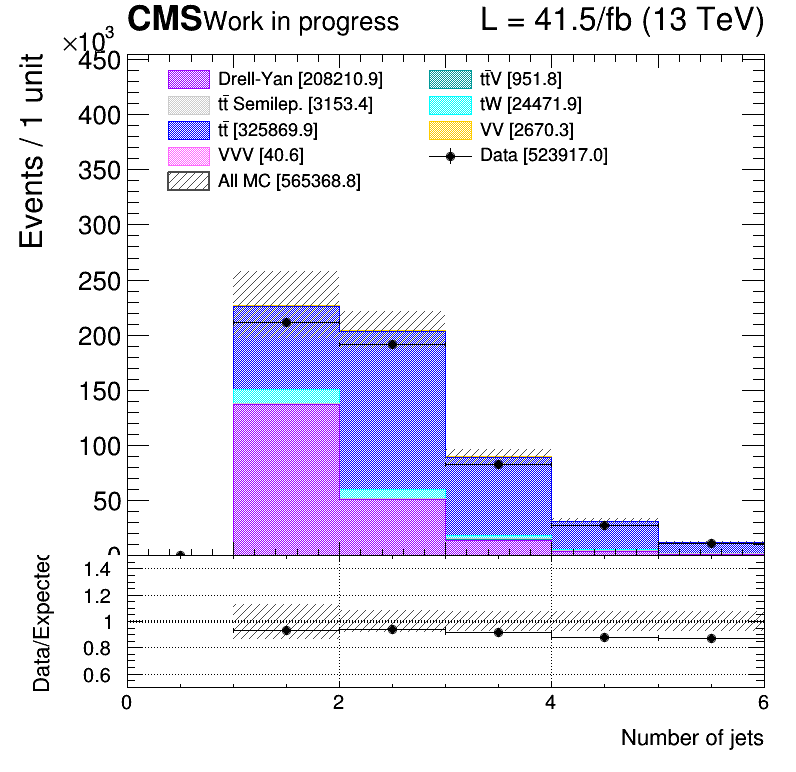 CMS Work in progress L = 41.5/fb (13 TeV)
×10³
Events / 1 unit
450
400
350
300
250
200
150
100
50
0
Drell-Yan [208210.9]
tt̄ Semilep. [3153.4]
tt̄ [325869.9]
VVV [40.6]
All MC [565368.8]
tt̄V [951.8]
tW [24471.9]
VV [2670.3]
Data [523917.0]
Data/Expected
1.4
1.2
1
0.8
0.6
0 2 4 6
Number of jets